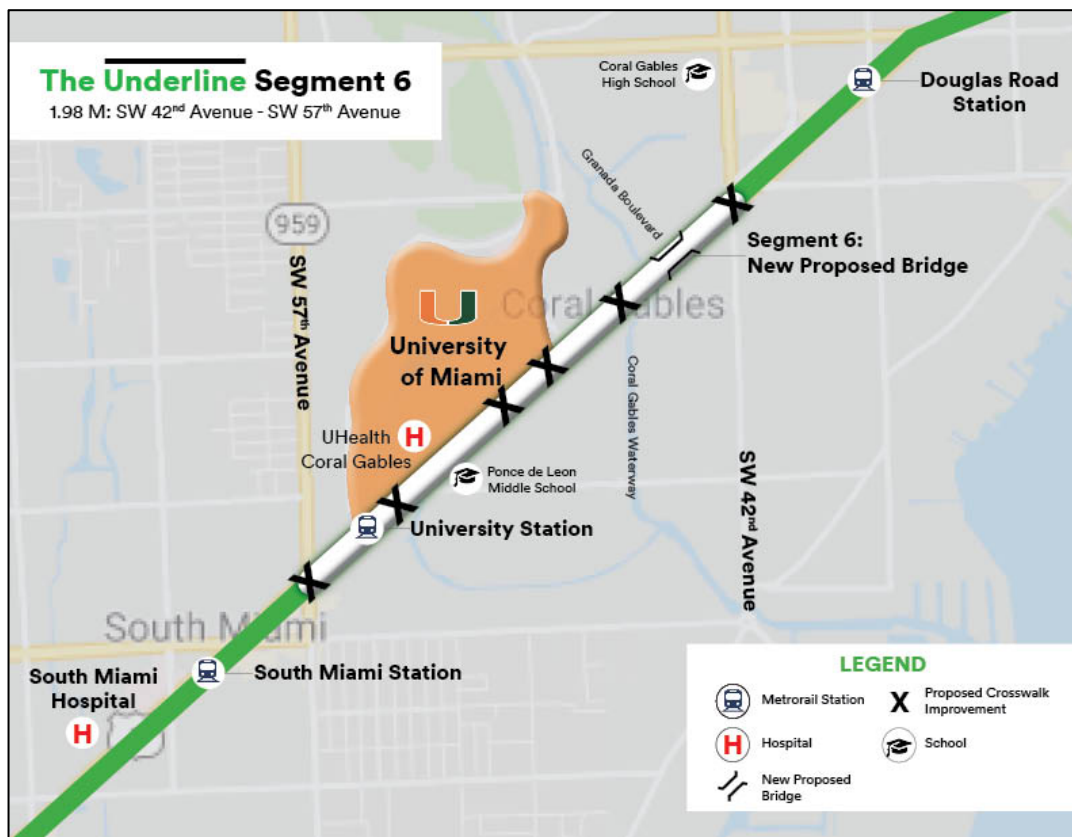 The Underline Segment 6
1.98 M: SW 42nd Avenue - SW 57th Avenue
Coral Gables
High School
Douglas Road
Station
Granada Boulevard
959
SW 57th Avenue
Segment 6:
New Proposed Bridge
Coral Gables
U
University
of Miami
UHealth
Coral Gables
H
Ponce de Leon
Middle School
Coral Gables Waterway
SW 42nd Avenue
University Station
South Miami
South Miami Station
South Miami
Hospital
H
LEGEND
Metrorail Station
X Proposed Crosswalk
Improvement
H Hospital
School
New Proposed
Bridge